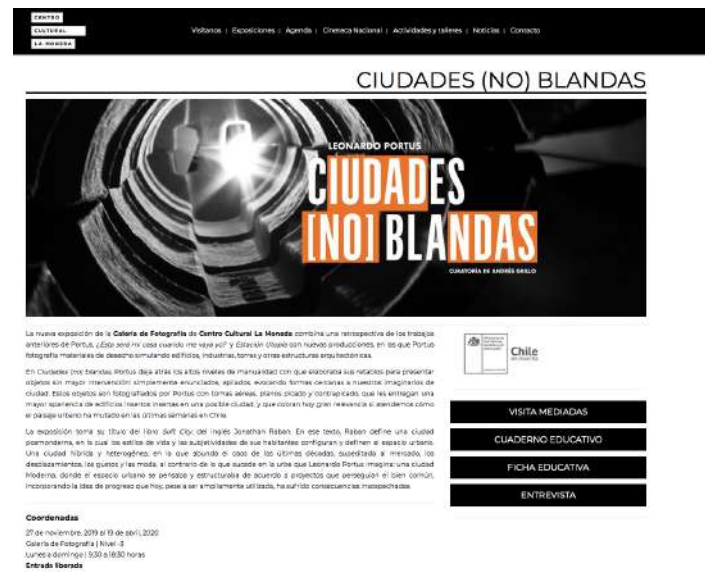 CENTRO
CULTURAL
LA MONEDA
Visítanos | Exposiciones | Agenda | Cineteca Nacional | Actividades y talleres | Noticias | Contacto
CIUDADES (NO) BLANDAS
LEONARDO PORTUS
CIUDADES
[NO] BLANDAS
CURATORÍA DE ANDRÉS GRILLO
La nueva exposición de la Galería de Fotografía de Centro Cultural La Moneda combina una retrospectiva de los trabajos
anteriores de Portus, ¿Esta será mi casa cuando me vaya yo? y Estación Utopía con nuevas producciones, en las que Portus
fotografía materiales de desecho simulando edificios, industrias, torres y otras estructuras arquitectónicas.
En Ciudades (no) blandas Portus deja atrás los altos niveles de manualidad con que elaboraba sus retablos para presentar
objetos sin mayor intervención: simplemente enunciados, apilados, evocando formas cercanas a nuestros imaginarios de
ciudad. Estos objetos son fotografiados por Portus con tomas aéreas, planos picado y contrapicado, que les entregan una
mayor apariencia de edificios insertos en una posible ciudad, y que cobran hoy gran relevancia si atendemos cómo
el paisaje urbano ha mutado en las últimas semanas en Chile.
La exposición toma su título del libro Soft City, del inglés Jonathan Raban. En ese texto, Raban define una ciudad
posmoderna, en la cual los estilos de vida y las subjetividades de sus habitantes configuran y definen al espacio urbano.
Una ciudad híbrida y heterogénea, en la que abunda el caos de las últimas décadas, supeditado al mercado, los
desplazamientos, los gustos y las modas, al contrario de lo que sucede en la urbe que Leonardo Portus imagina: una ciudad
Moderna, donde el espacio urbano se pensaba y estructuraba de acuerdo a proyectos que perseguían el bien común,
incorporando la idea de progreso que hoy, pese a ser ampliamente utilizada, ha sufrido consecuencias insospechadas.
Chile
VISITA MEDIADAS
CUADERNO EDUCATIVO
FICHA EDUCATIVA
ENTREVISTA
Coordenadas
27 de noviembre, 2019 al 19 de abril, 2020
Galería de Fotografía | Nivel -3
Lunes a domingo | 9:30 a 18:30 horas
Entrada liberada